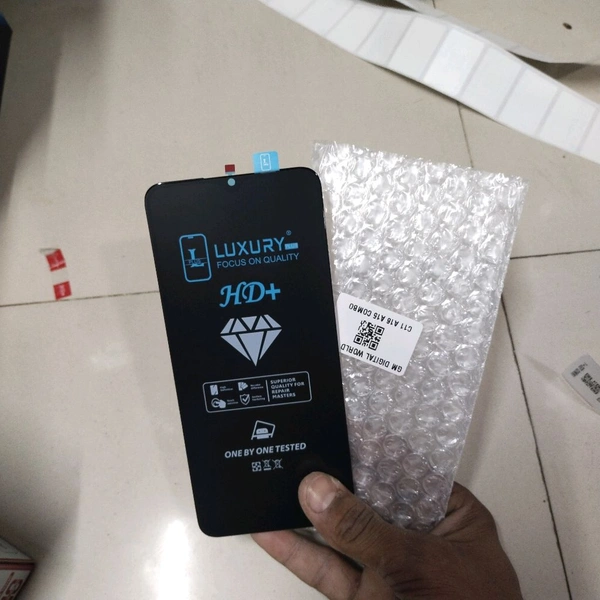 LUXURY®
FOCUS ON QUALITY
HD+
SUPERIOR
QUALITY FOR
REPAIR
MASTERS
ONE BY ONE TESTED
GM DIGITAL WORLD
C11 A16 A15 COMBO